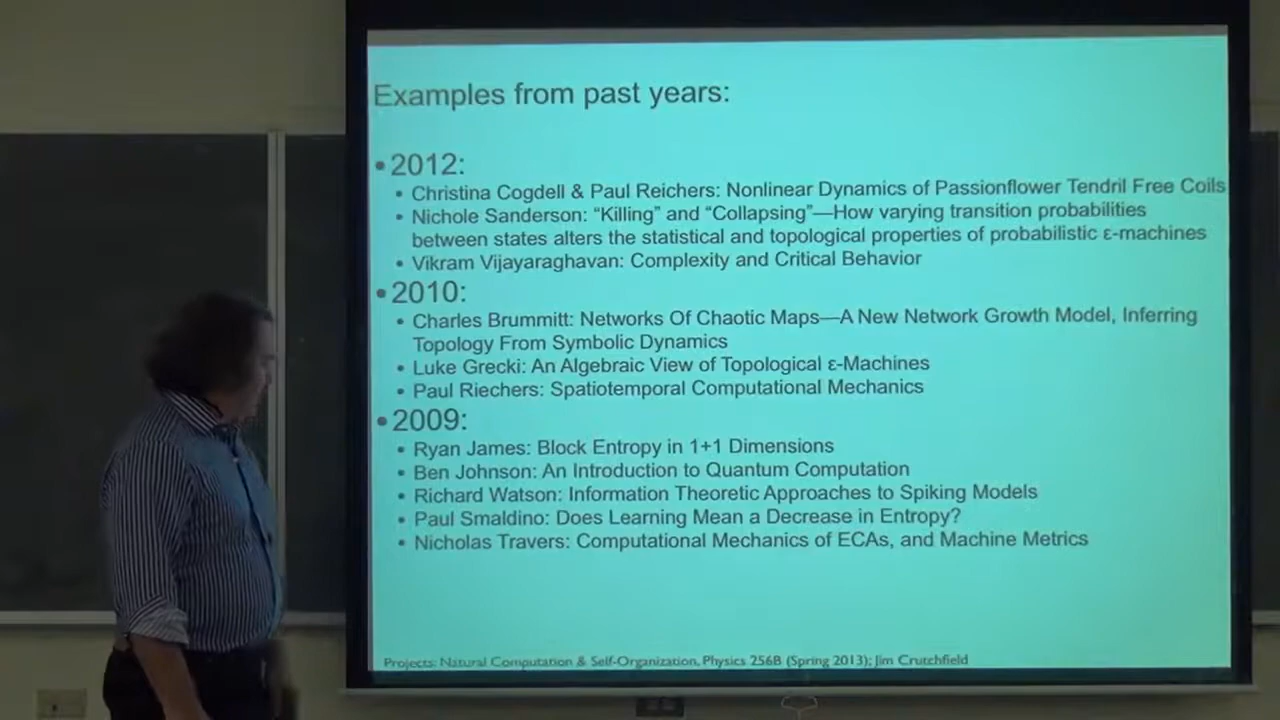 Examples from past years:
•2012:
• Christina Cogdell & Paul Reichers: Nonlinear Dynamics of Passionflower Tendril Free Coils
• Nichole Sanderson: “Killing” and “Collapsing”—How varying transition probabilities
between states alters the statistical and topological properties of probabilistic ε-machines
• Vikram Vijayaraghavan: Complexity and Critical Behavior
•2010:
• Charles Brummitt: Networks Of Chaotic Maps—A New Network Growth Model, Inferring
Topology From Symbolic Dynamics
• Luke Grecki: An Algebraic View of Topological ε-Machines
• Paul Riechers: Spatiotemporal Computational Mechanics
•2009:
• Ryan James: Block Entropy in 1+1 Dimensions
• Ben Johnson: An Introduction to Quantum Computation
• Richard Watson: Information Theoretic Approaches to Spiking Models
• Paul Smaldino: Does Learning Mean a Decrease in Entropy?
• Nicholas Travers: Computational Mechanics of ECAs, and Machine Metrics
Projects: Natural Computation & Self-Organization, Physics 256B (Spring 2013); Jim Crutchfield